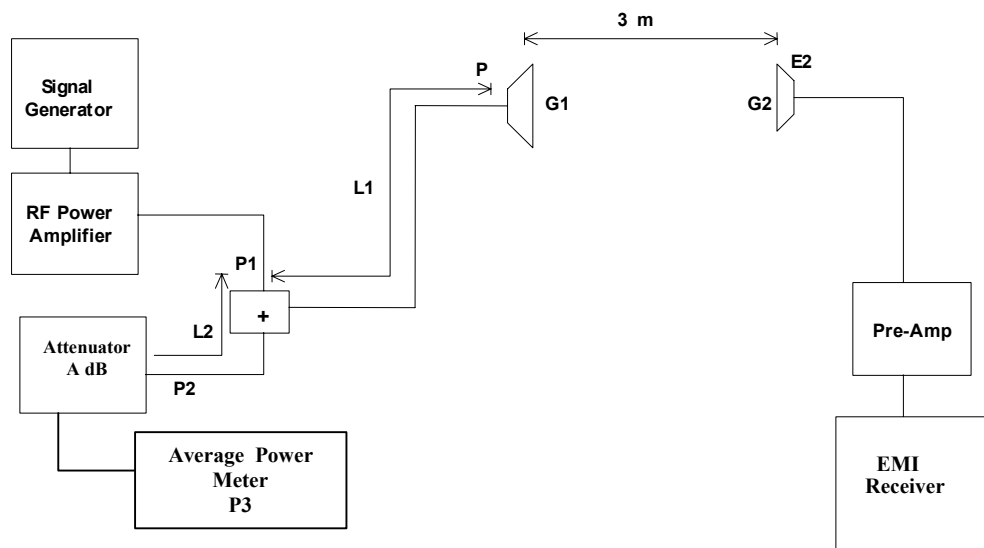 3 m
Signal
Generator
P
G1
E2
G2
L1
RF Power
Amplifier
P1
+
L2
Attenuator
A dB
P2
Pre-Amp
Average Power
Meter
P3
EMI
Receiver